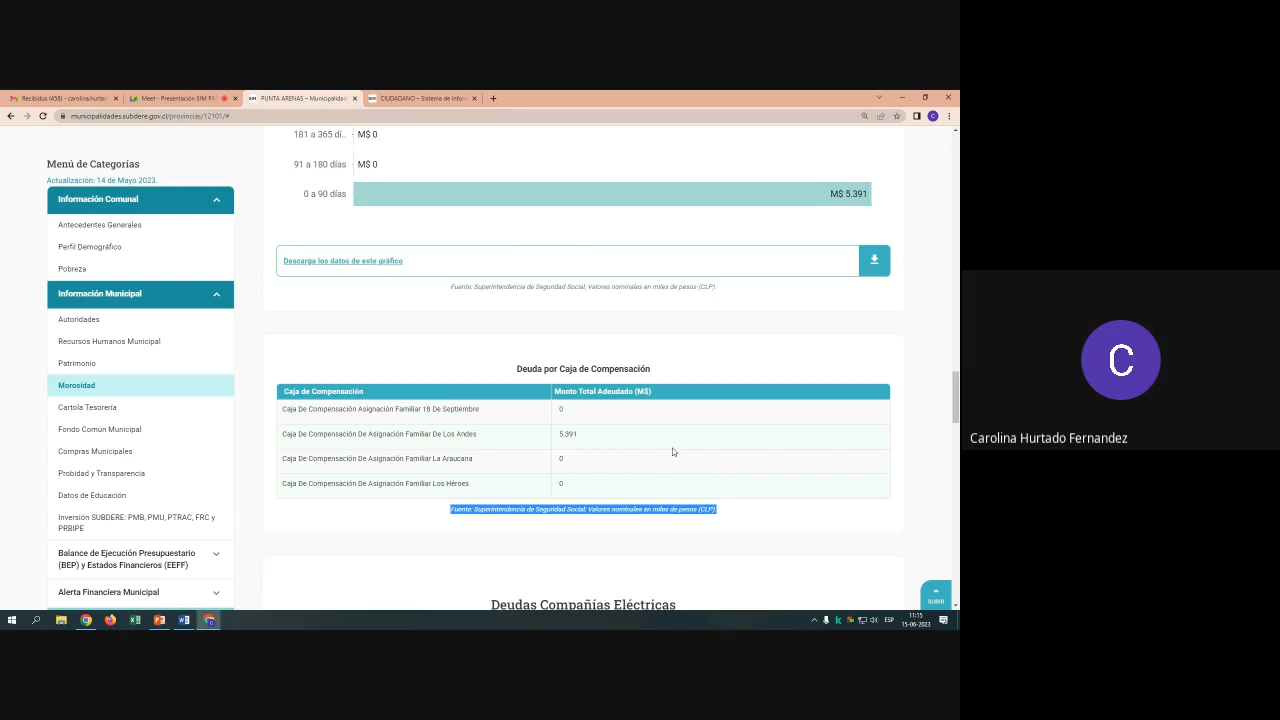 Recibidos (458) - carolina.hurtad
Meet - Presentación SIM Fil
SIM PUNTA ARENAS – Municipalidad
SIM CIUDADANO – Sistema de Infor
municipalidades.subdere.gov.cl/provincias/12101/#
C
Menú de Categorías
Actualización: 14 de Mayo 2023.
Información Comunal
Antecedentes Generales
Perfil Demográfico
Pobreza
Información Municipal
Autoridades
Recursos Humanos Municipal
Patrimonio
Morosidad
Cartola Tesorería
Fondo Común Municipal
Compras Municipales
Probidad y Transparencia
Datos de Educación
Inversión SUBDERE: PMB, PMU, PTRAC, FRC y
PRBIPE
Balance de Ejecución Presupuestario
(BEP) y Estados Financieros (EEFF)
Alerta Financiera Municipal
181 a 365 dí... M$ 0
91 a 180 días M$ 0
0 a 90 días M$ 5.391
Descarga los datos de este gráfico
Fuente: Superintendencia de Seguridad Social; Valores nominales en miles de pesos (CLP).
Deuda por Caja de Compensación
Caja de Compensación Monto Total Adeudado (M$)
Caja De Compensación Asignación Familiar 18 De Septiembre 0
Caja De Compensación De Asignación Familiar De Los Andes 5.391
Caja De Compensación De Asignación Familiar La Araucana 0
Caja De Compensación De Asignación Familiar Los Héroes 0
Fuente: Superintendencia de Seguridad Social; Valores nominales en miles de pesos (CLP).
Deudas Compañías Eléctricas
SUBIR
ESP
11:15
15-06-2023
C
Carolina Hurtado Fernandez